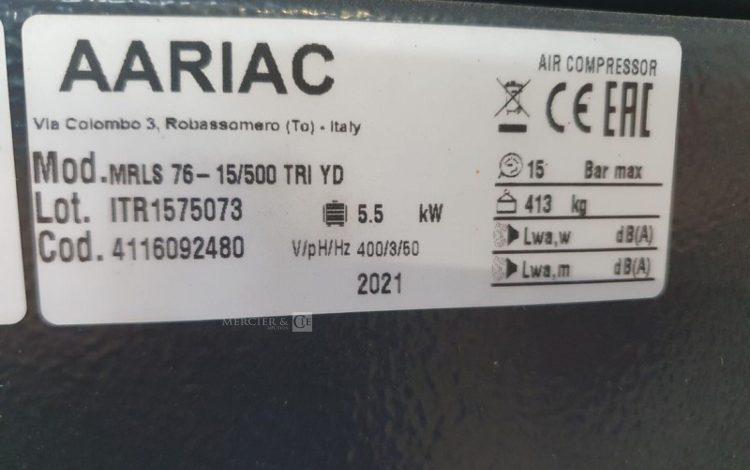 AARIAC
AIR COMPRESSOR
CE EAC
Via Colombo 3, Robassomero (To) - Italy
Mod. MRLS 76-15/500 TRI YD
15 Bar max
Lot. ITR1575073
5.5 kW
413 kg
Cod. 4116092480
V/pH/Hz 400/3/50
Lwa,w dB(A)
2021
Lwa,m dB(A)
MERCIER & CIE